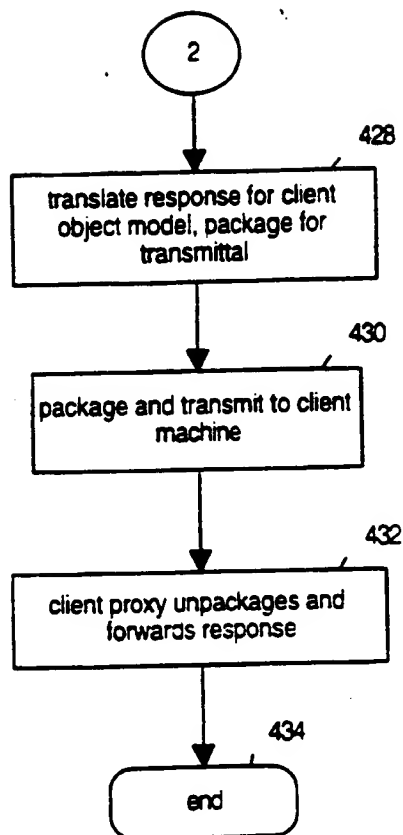 2
428
translate response for client
object model, package for
transmittal
430
package and transmit to client
machine
432
client proxy unpackages and
forwards response
434
end